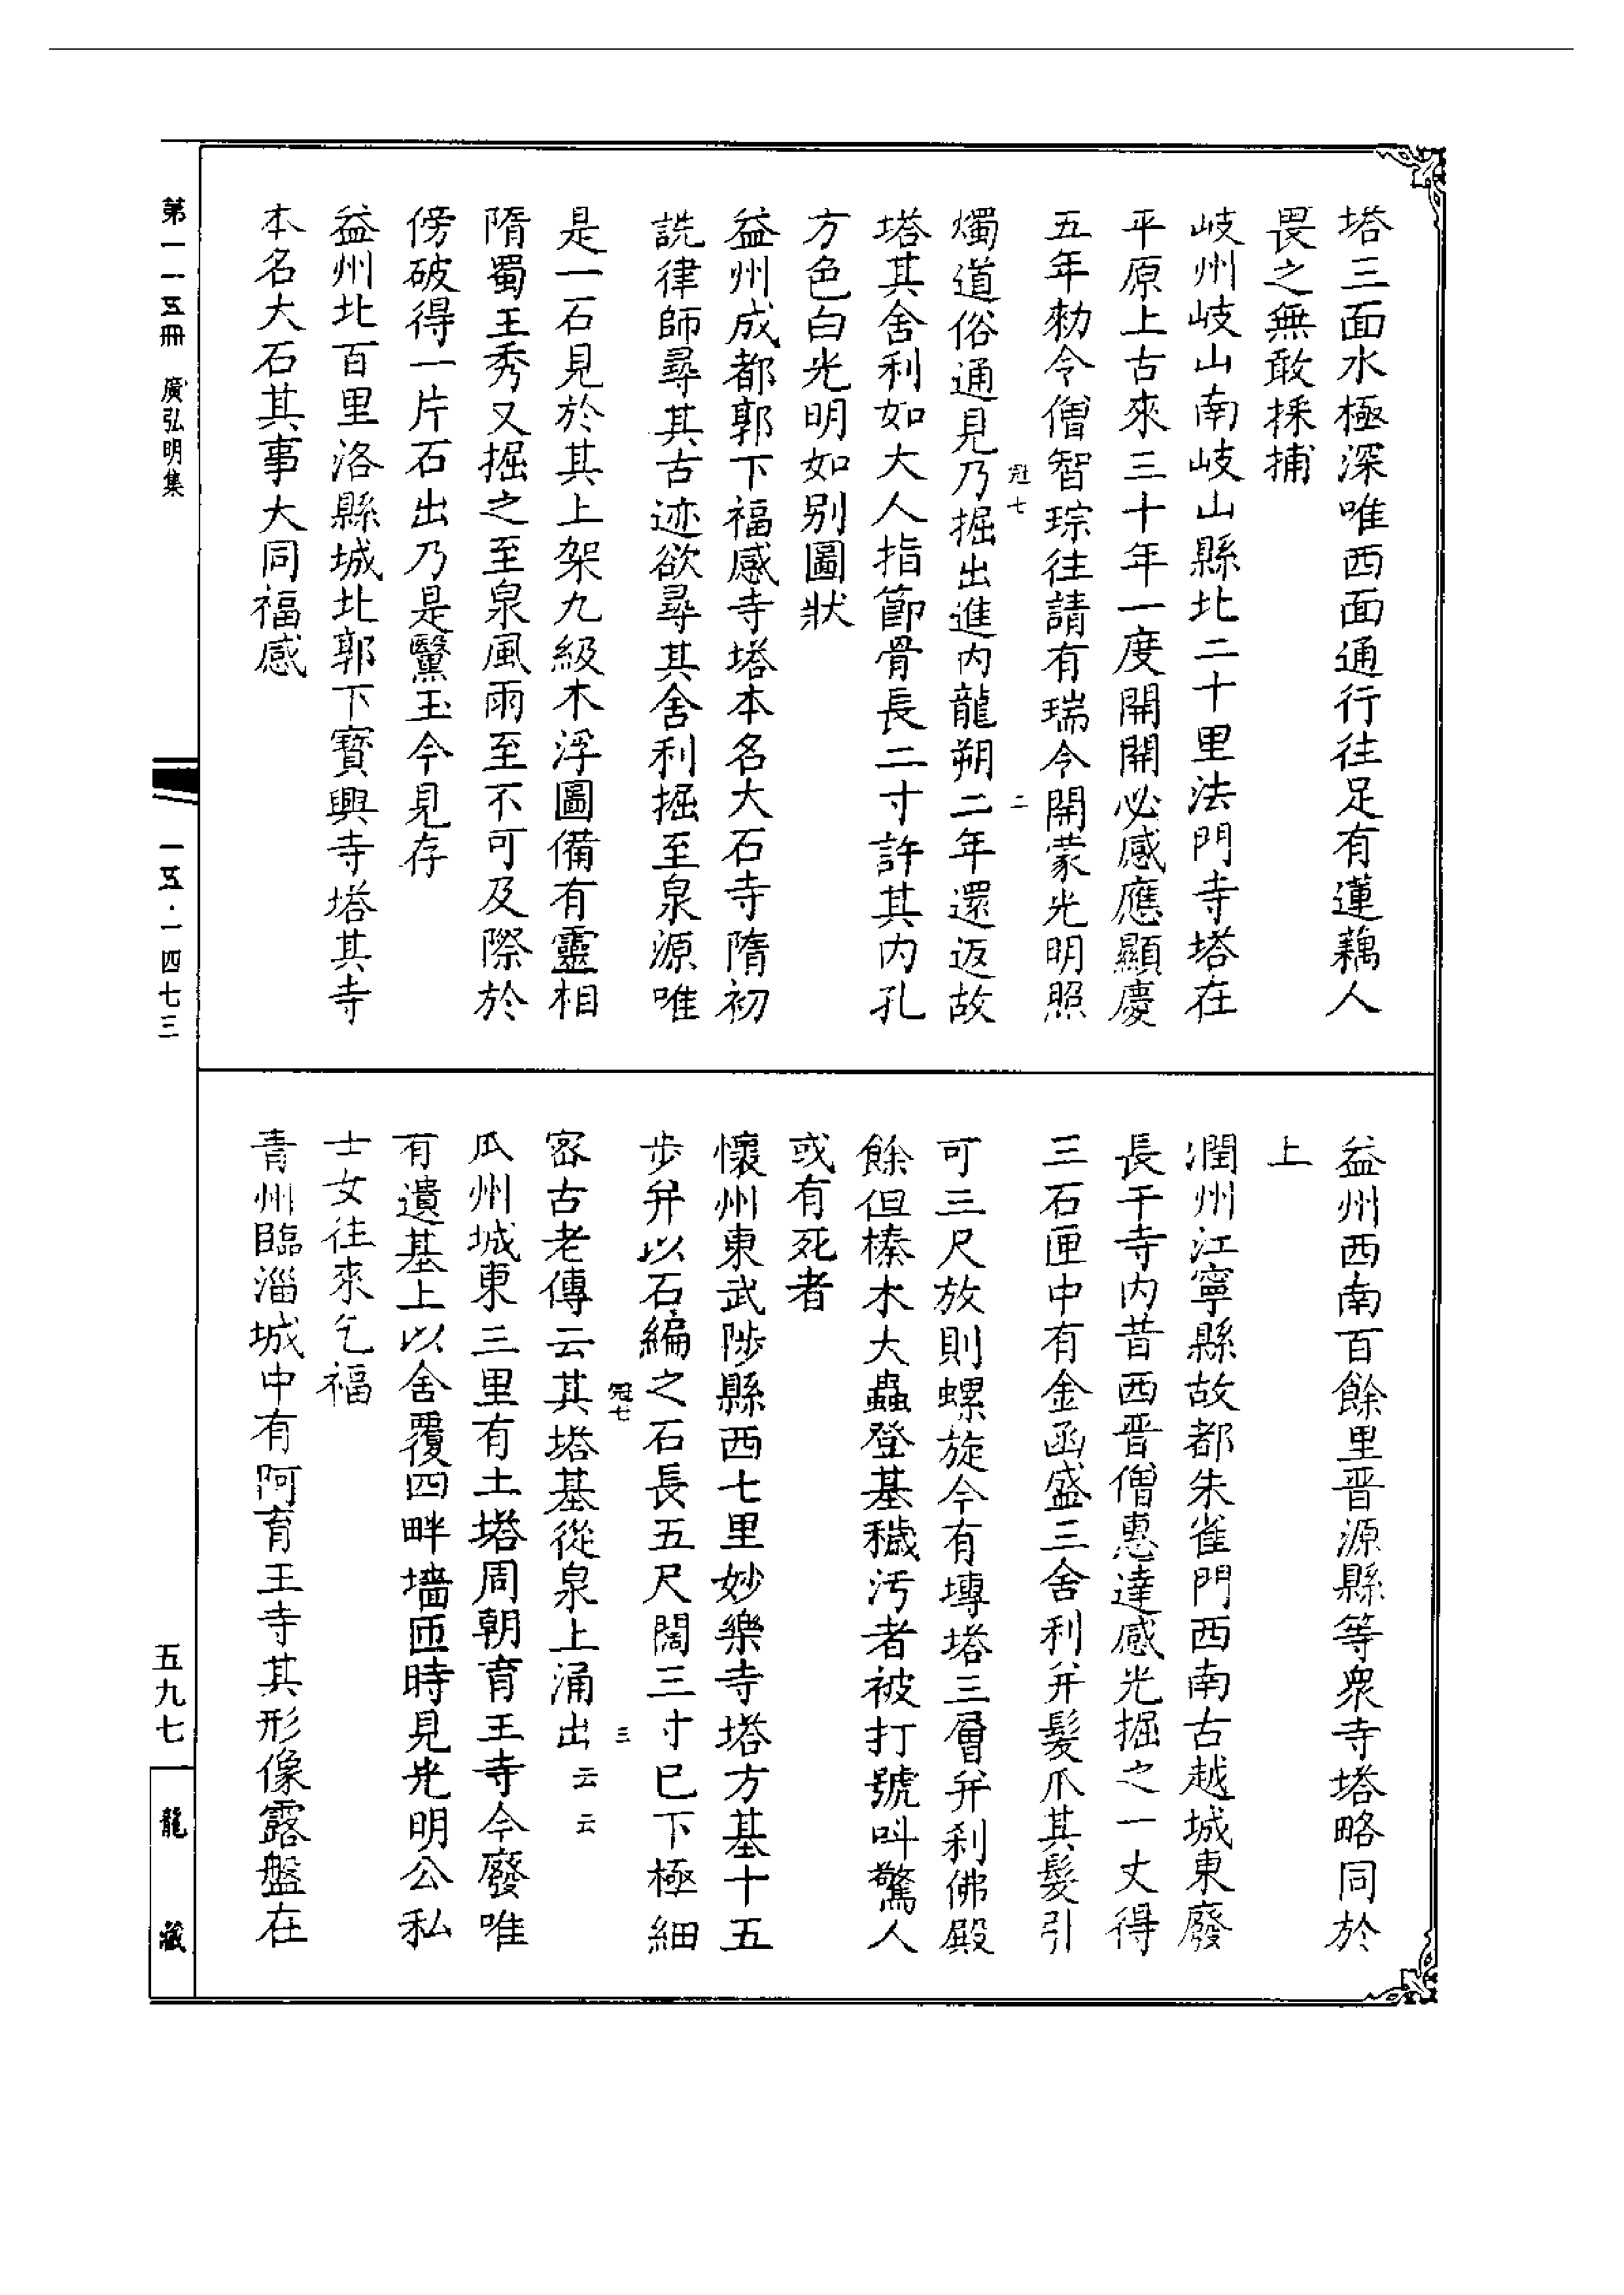 塔三面水極深唯西面通行往足有蓮藕人
畏之無敢採捕
岐州岐山南岐山縣北二十里法門寺塔在
平原上古來三十年一度開開必感應顯慶
五年勑令僧智琮往請有瑞令開蒙光明照
冠七
二
燭道俗通見乃掘出進內龍朔二年還返故
塔其舍利如大人指節骨長二寸許其內孔
方色白光明如別圖狀
益州成都郭下福感寺塔本名大石寺隋初
詵律師尋其古迹欲尋其舍利掘至泉源唯
是一石見於其上架九級木浮圖備有靈相
隋蜀王秀又掘之至泉風雨至不可及際於
傍破得一片石出乃是黳玉今見存
益州北百里洛縣城北郭下寶興寺塔其寺
本名大石其事大同福感
益州西南百餘里晋源縣等衆寺塔略同於
上
潤州江寧縣故都朱雀門西南古越城東廢
長干寺内昔西晋僧惠達感光掘之一丈得
三石匣中有金函盛三舍利并髮爪其髮引
可三尺放則螺旋今有塼塔三層并剎佛殿
餘但榛木大蟲登基穢汚者被打號叫驚人
或有死者
懷州東武陟縣西七里妙樂寺塔方基十五
步并以石編之石長五尺闊三寸巳下極細
冠七
三
密古老傳云其塔基從泉上涌出云云
瓜州城東三里有土塔周朝育王寺今廢唯
有遺基上以舍覆四畔墻匝時見光明公私
士女往來乞福
青州臨淄城中有阿育王寺其形像露盤在
第一一五冊 廣弘明集
一五·一四七三
五九七
龍藏